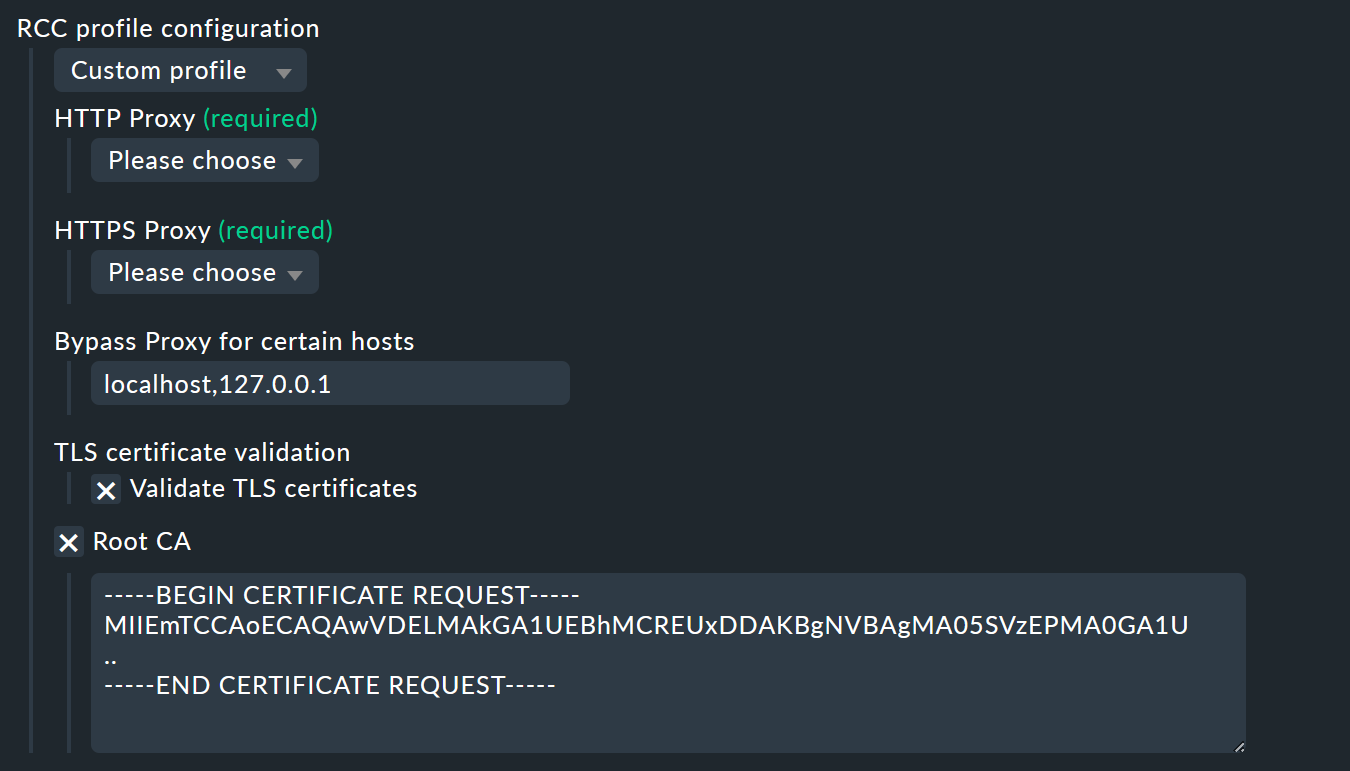 RCC profile configuration
Custom profile
HTTP Proxy (required)
Please choose
HTTPS Proxy (required)
Please choose
Bypass Proxy for certain hosts
localhost,127.0.0.1
TLS certificate validation
Validate TLS certificates
Root CA
-----BEGIN CERTIFICATE REQUEST-----
MIIEmTCCAoECAQAwVDELMAkGA1UEBhMCREUxDDAKBgNVBAgMA05SVzEPMA0GA1U
..
-----END CERTIFICATE REQUEST-----